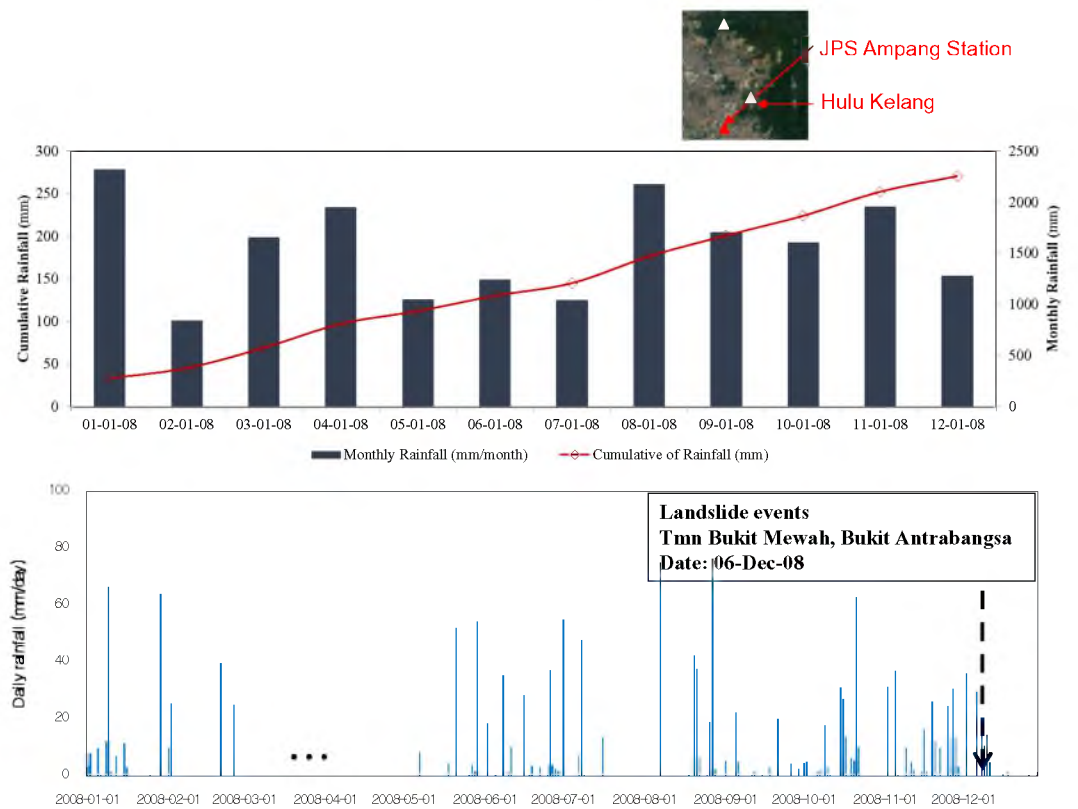 JPS Ampang Station
Hulu Kelang
300
250
200
150
100
50
0
Cumulative Rainfall (mm)
2500
2000
1500
1000
500
0
Monthly Rainfall (mm)
01-01-08 02-01-08 03-01-08 04-01-08 05-01-08 06-01-08 07-01-08 08-01-08 09-01-08 10-01-08 11-01-08 12-01-08
Monthly Rainfall (mm/month) Cumulative of Rainfall (mm)
100
80
60
40
20
0
Daily rainfall (mm/day)
Landslide events
Tmn Bukit Mewah, Bukit Antrabangsa
Date: 06-Dec-08
2008-01-01 2008-02-01 2008-03-01 2008-04-01 2008-05-01 2008-06-01 2008-07-01 2008-08-01 2008-09-01 2008-10-01 2008-11-01 2008-12-01